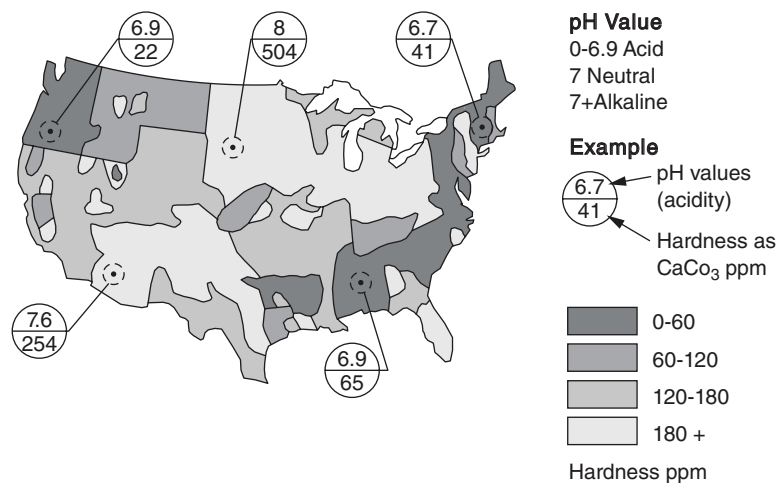 6.9
22
8
504
6.7
41
7.6
254
6.9
65
pH Value
0-6.9 Acid
7 Neutral
7+Alkaline
Example
6.7
41
pH values
(acidity)
Hardness as
CaCo₃ ppm
0-60
60-120
120-180
180 +
Hardness ppm